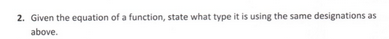 2. Given the equation of a function, state what type it is using the same designations as
above.